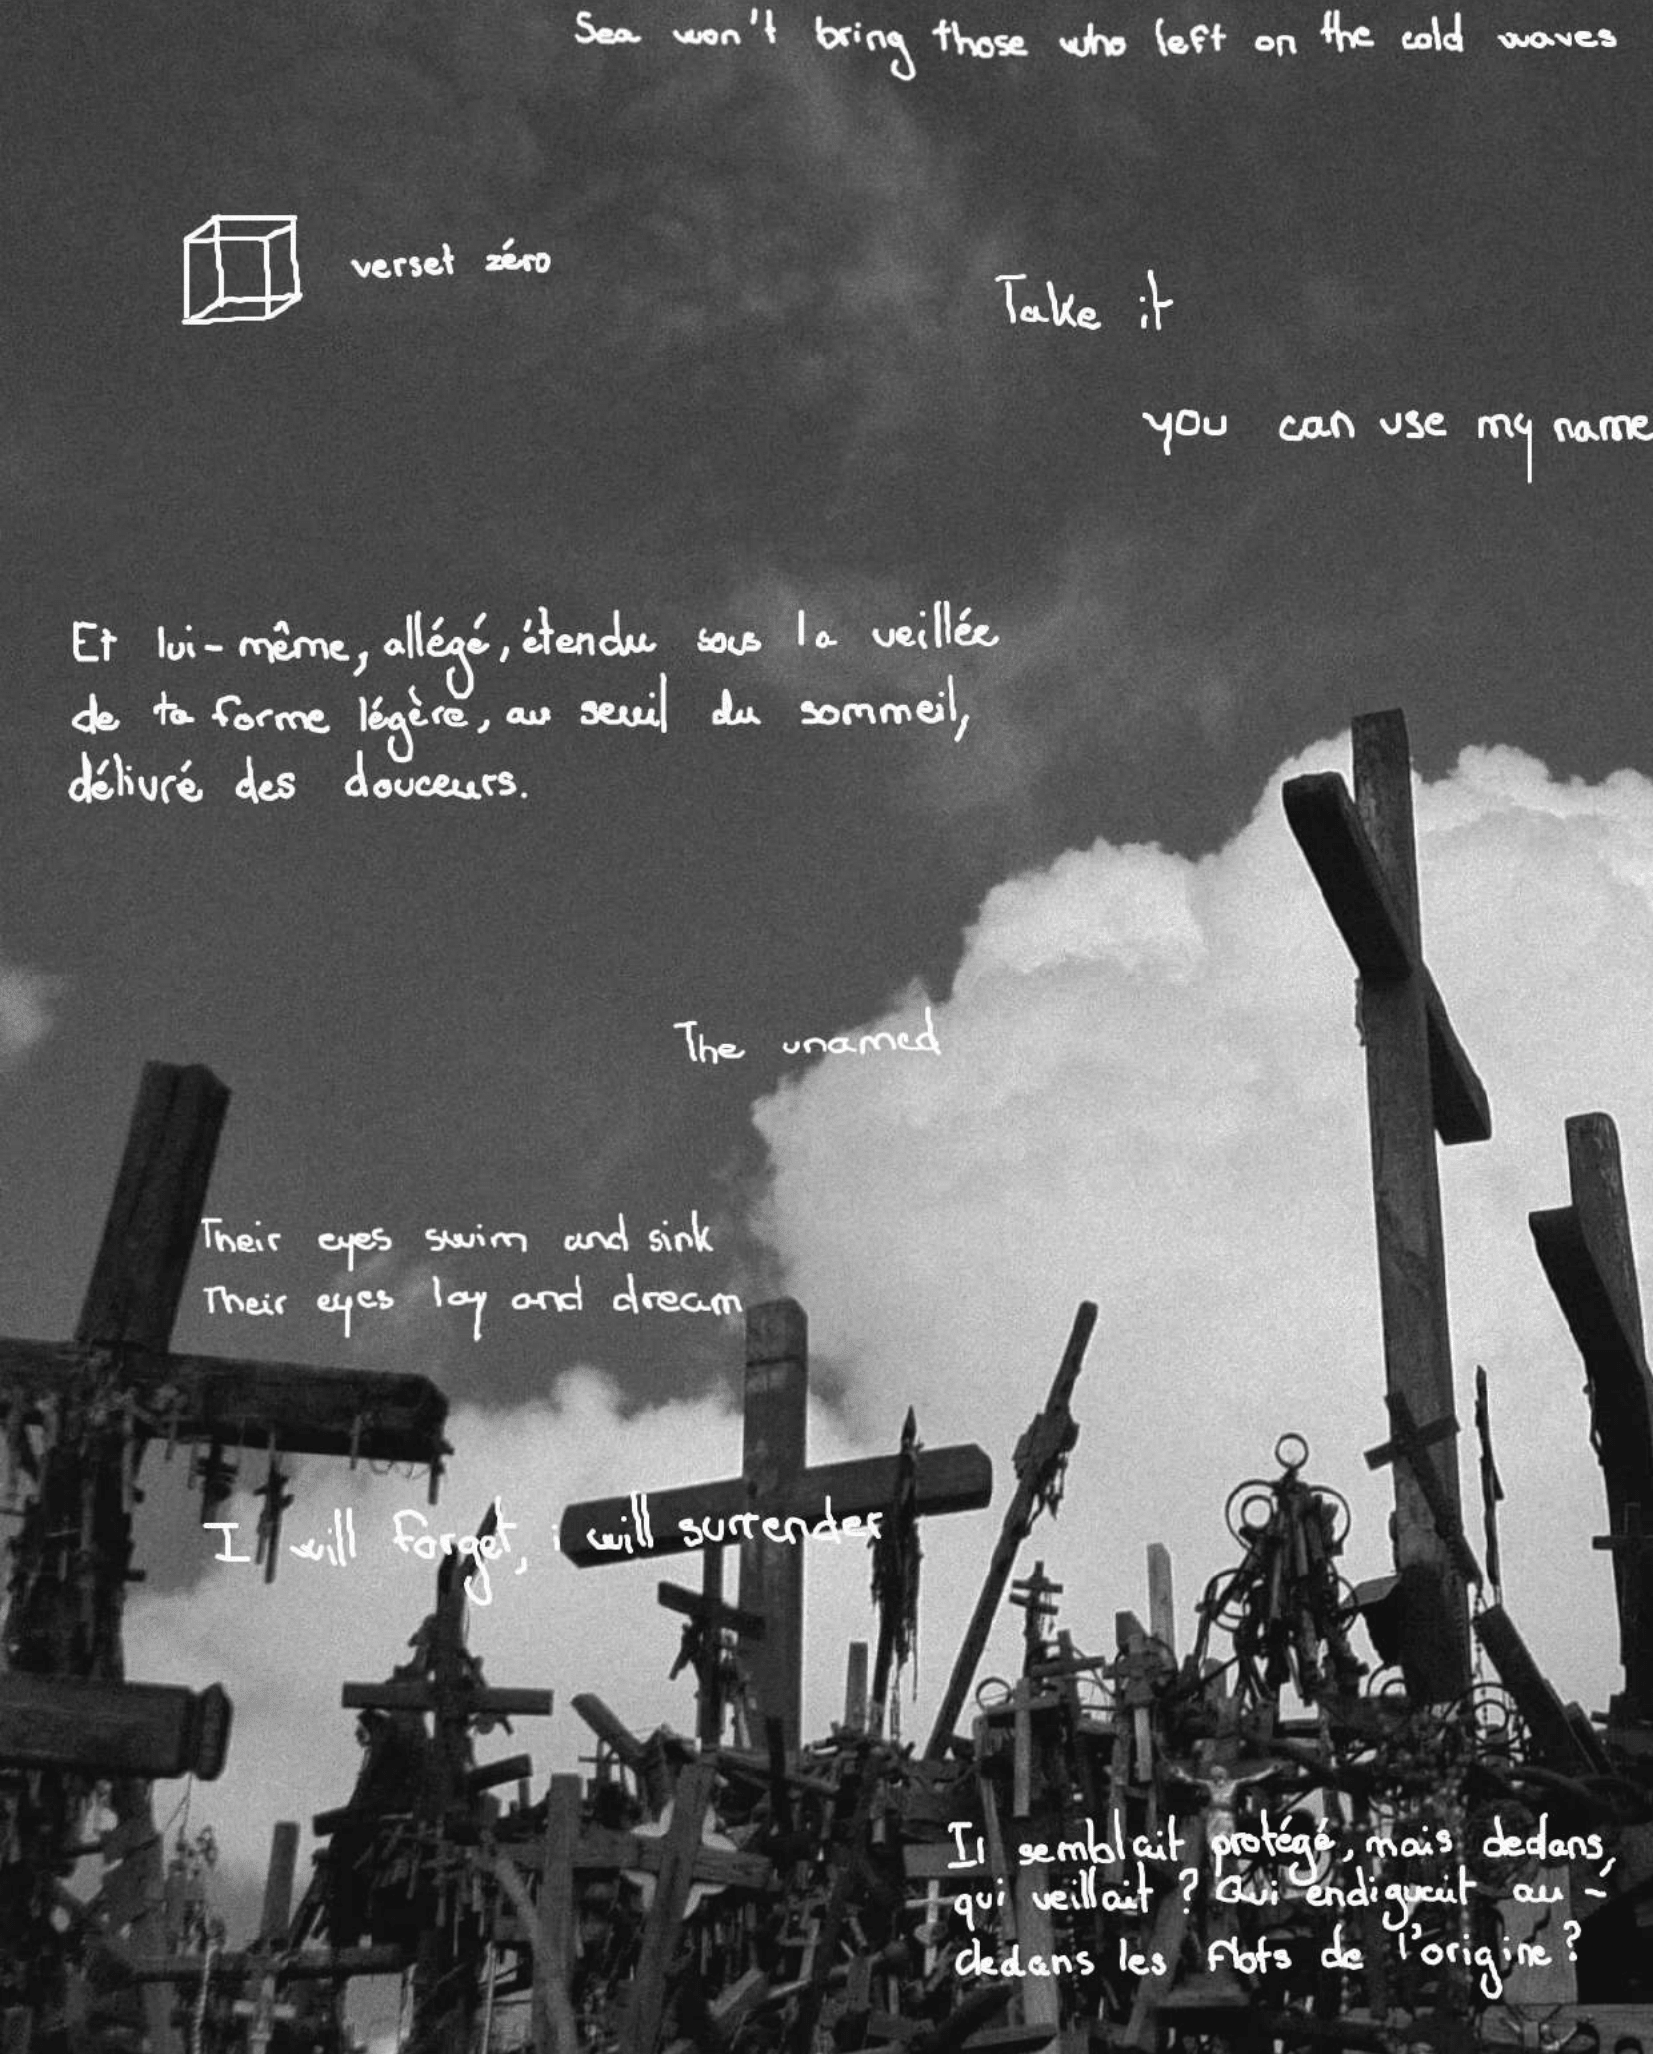 Sea won't bring those who left on the cold waves
verset zéro
Take it
you can use my name
Et lui-même, allégé, étendu sous la veillée
de ta forme légère, au seuil du sommeil,
délivré des douceurs.
The unamed
Their eyes swim and sink
Their eyes lay and dream
I will forget, i will surrender
Il semblait protégé, mais dedans,
qui veillait ? Qui endiguait au-
dedans les flots de l'origine ?